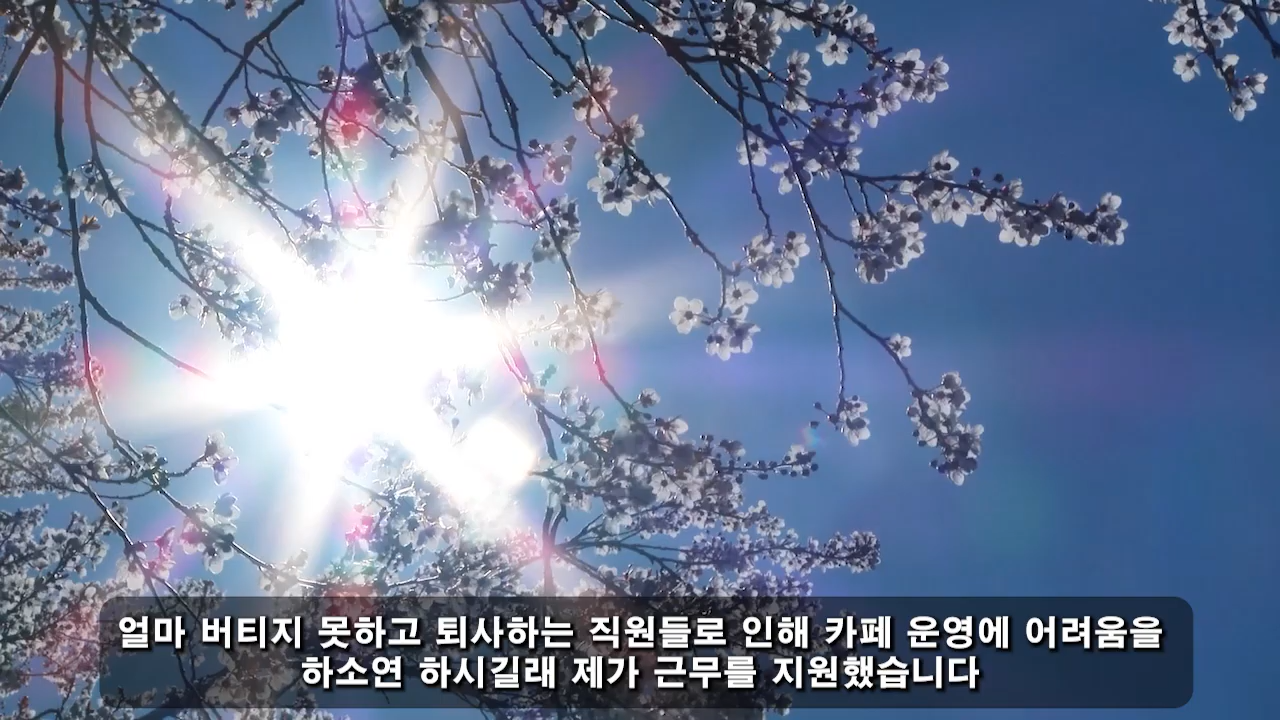 얼마 버티지 못하고 퇴사하는 직원들로 인해 카페 운영에 어려움을
하소연 하시길래 제가 근무를 지원했습니다